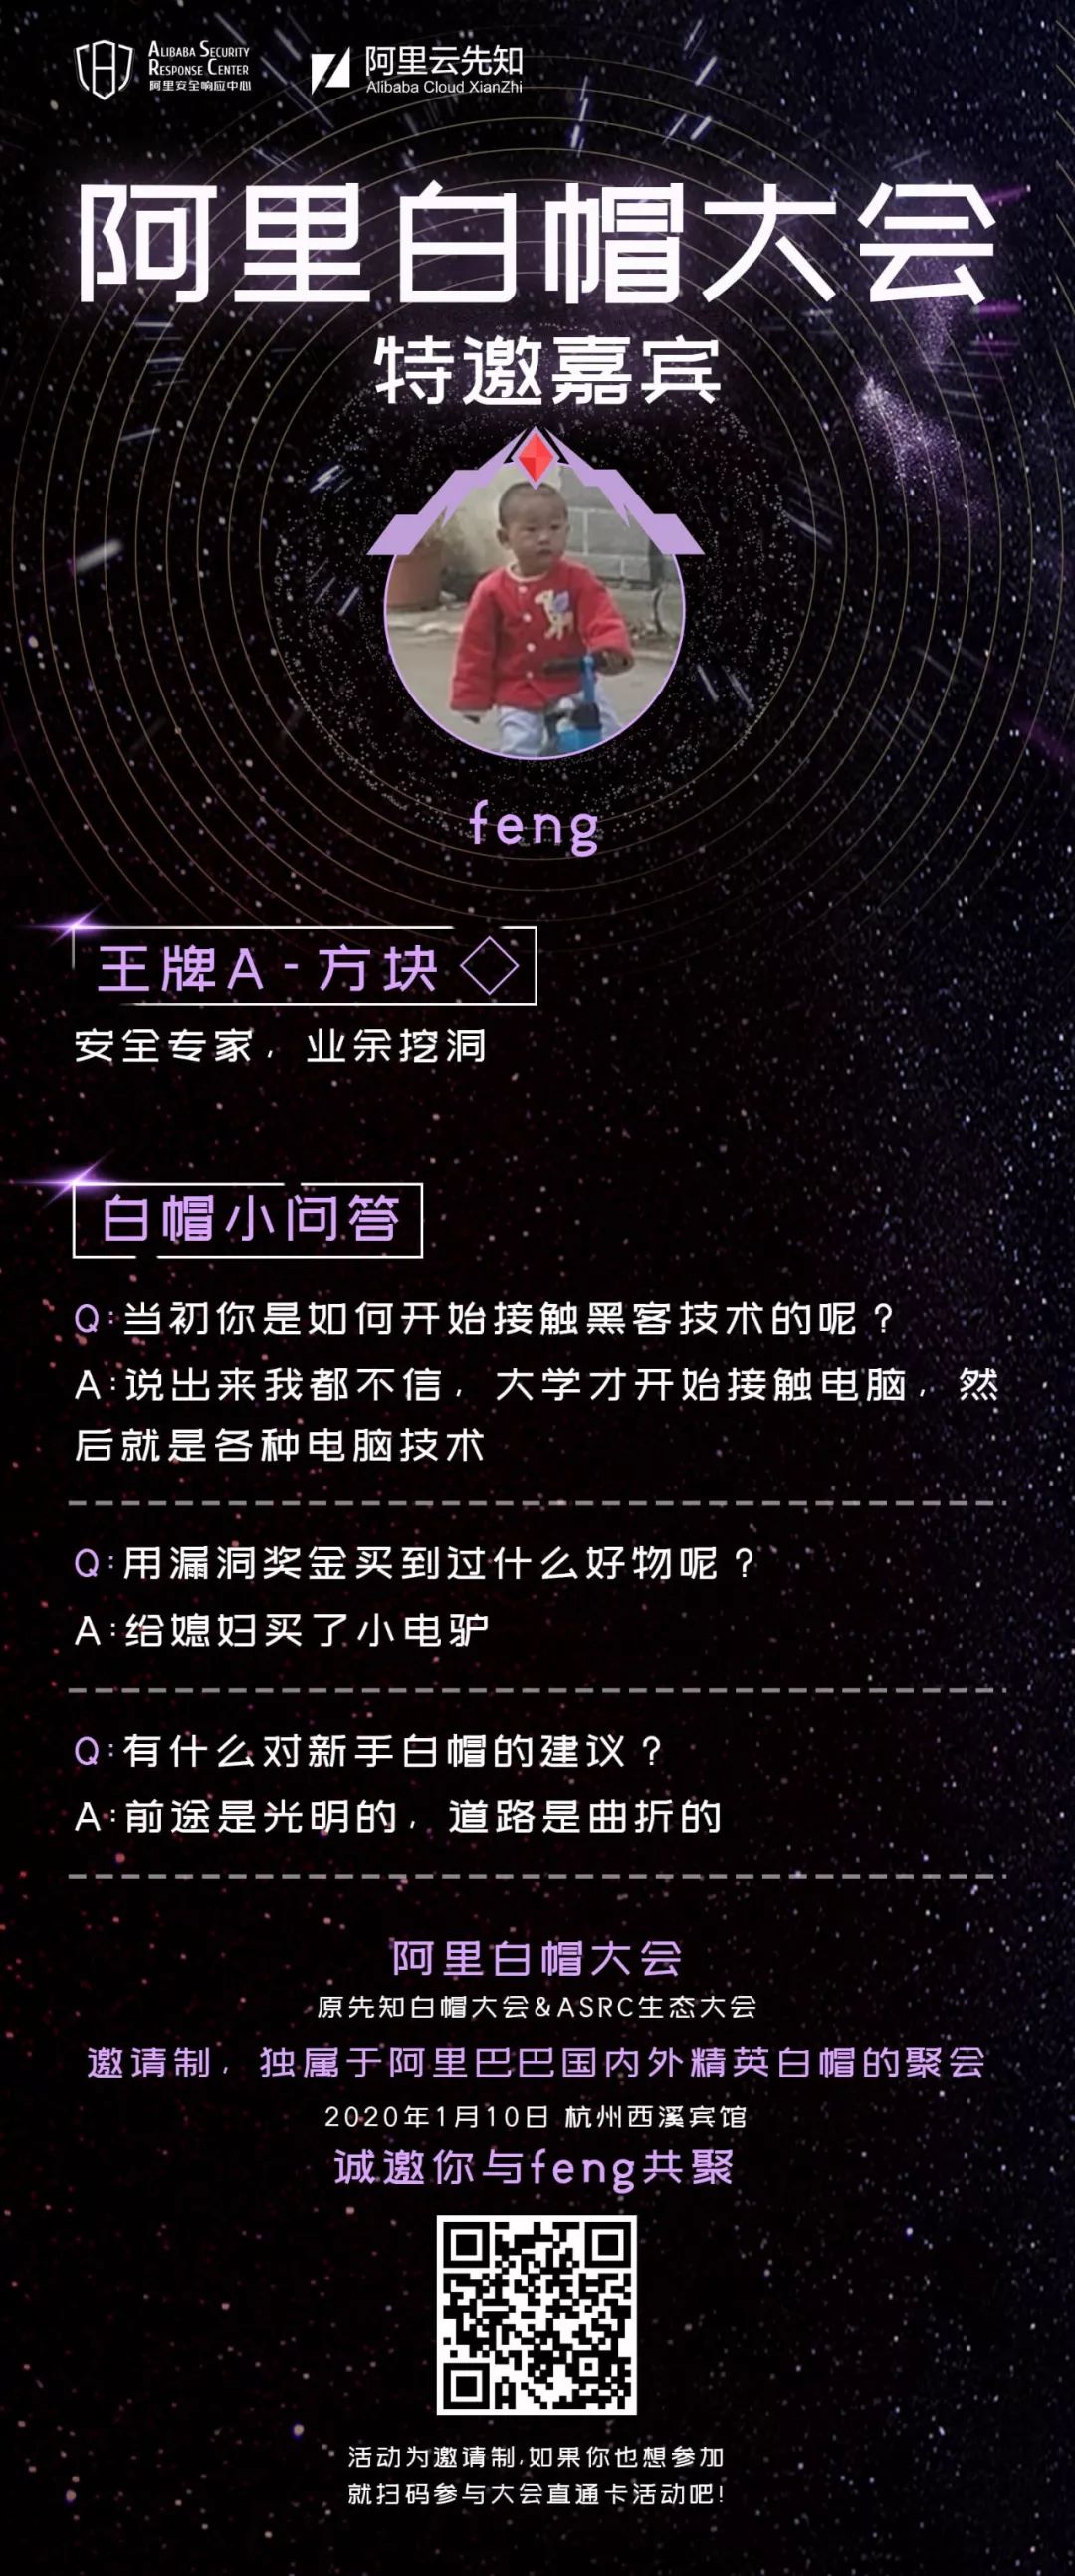 ALIBABA SECURITY
RESPONSE CENTER
阿里安全响应中心
阿里云先知
Alibaba Cloud XianZhi
阿里白帽大会
特邀嘉宾
feng
王牌A-方块
安全专家，业余挖洞
白帽小问答
Q:当初你是如何开始接触黑客技术的呢？
A:说出来我都不信，大学才开始接触电脑，然
后就是各种电脑技术
Q:用漏洞奖金买到过什么好物呢？
A:给媳妇买了小电驴
Q:有什么对新手白帽的建议？
A:前途是光明的，道路是曲折的
阿里白帽大会
原先知白帽大会&ASRC生态大会
邀请制，独属于阿里巴巴国内外精英白帽的聚会
2020年1月10日 杭州西溪宾馆
诚邀你与feng共聚
活动为邀请制,如果你也想参加
就扫码参与大会直通卡活动吧!